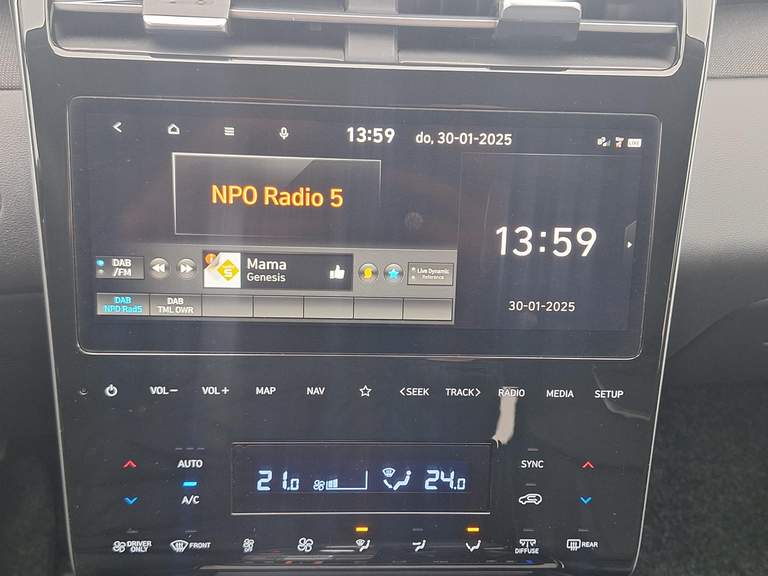 13:59 do, 30-01-2025 LIVE
NPO Radio 5
13:59
30-01-2025
DAB
/FM
Mama
Genesis
5
Live Dynamic
Reference
DAB
NPO Rad5
DAB
TML OWR
VOL− VOL+ MAP NAV <SEEK TRACK> RADIO MEDIA SETUP
AUTO
A/C
21.0 24.0
SYNC
DRIVER
ONLY
FRONT
DIFFUSE
REAR